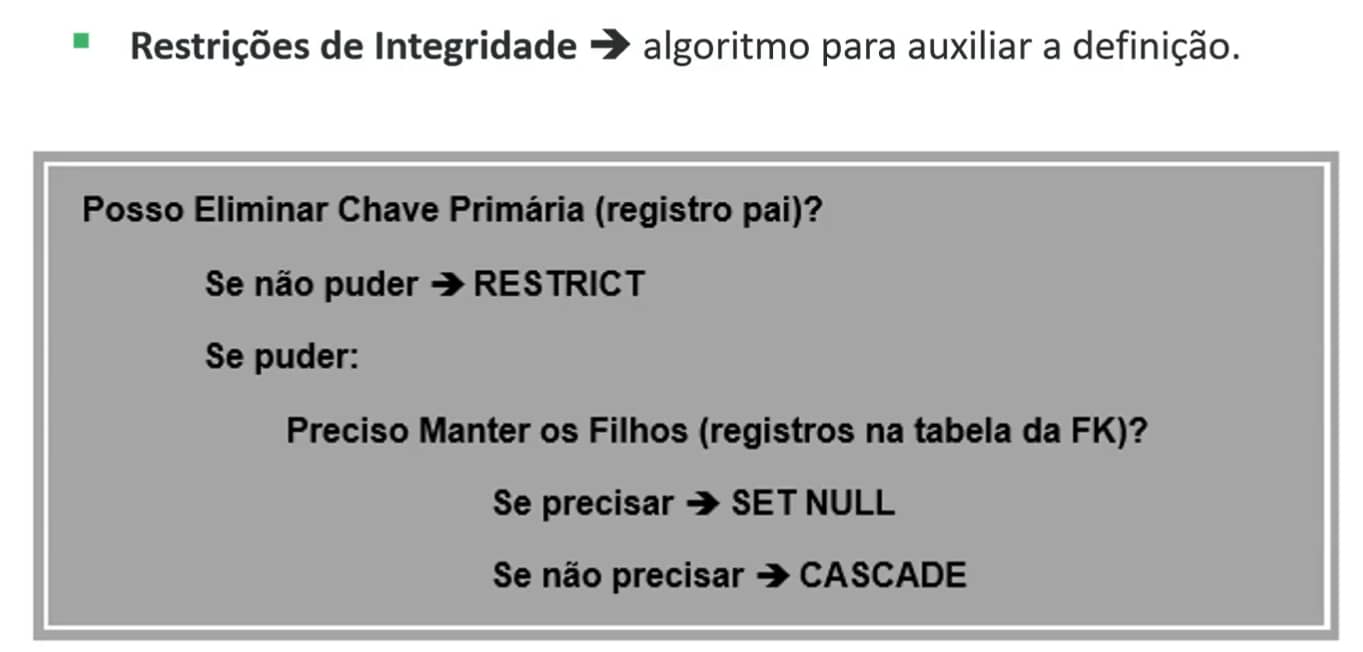 Restrições de Integridade ➔ algoritmo para auxiliar a definição.
Posso Eliminar Chave Primária (registro pai)?
Se não puder ➔ RESTRICT
Se puder:
Preciso Manter os Filhos (registros na tabela da FK)?
Se precisar ➔ SET NULL
Se não precisar ➔ CASCADE